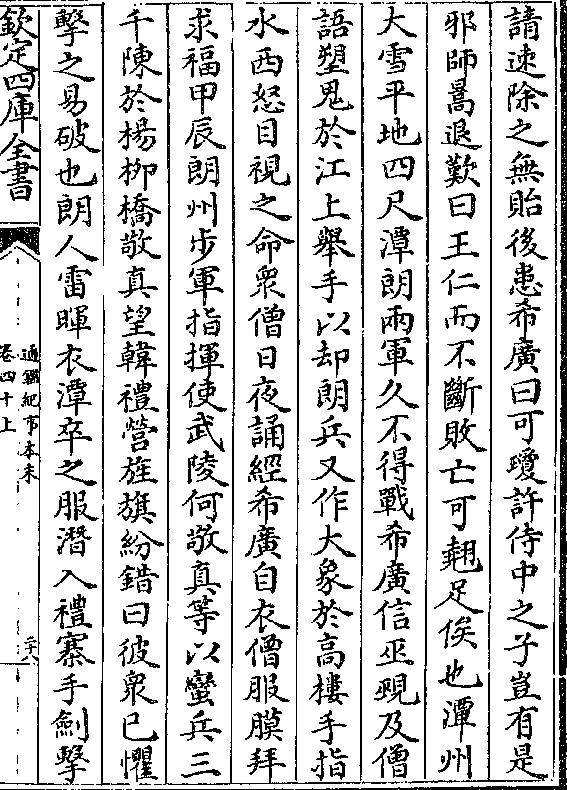 請速除之無貽後患希廣曰可瓊許侍中之子豈有是
邪師暠退歎曰王仁而不斷敗亡可翹足俟也潭州
大雪平地四尺潭朗兩軍久不得戰希廣信巫覡及僧
語塑鬼於江上舉手以却朗兵又作大象於高樓手指
水西怒目視之命衆僧日夜誦經希廣自衣僧服膜拜
求福甲辰朗州步軍指揮使武陵何敬真等以蠻兵三
千陳於楊柳橋敬真望韓禮營旌旗紛錯曰彼衆已懼
擊之易破也朗人雷暉衣潭卒之服潛入禮寨手劍擊
欽定四庫全書
通鑑紀事本末
卷四十上
六